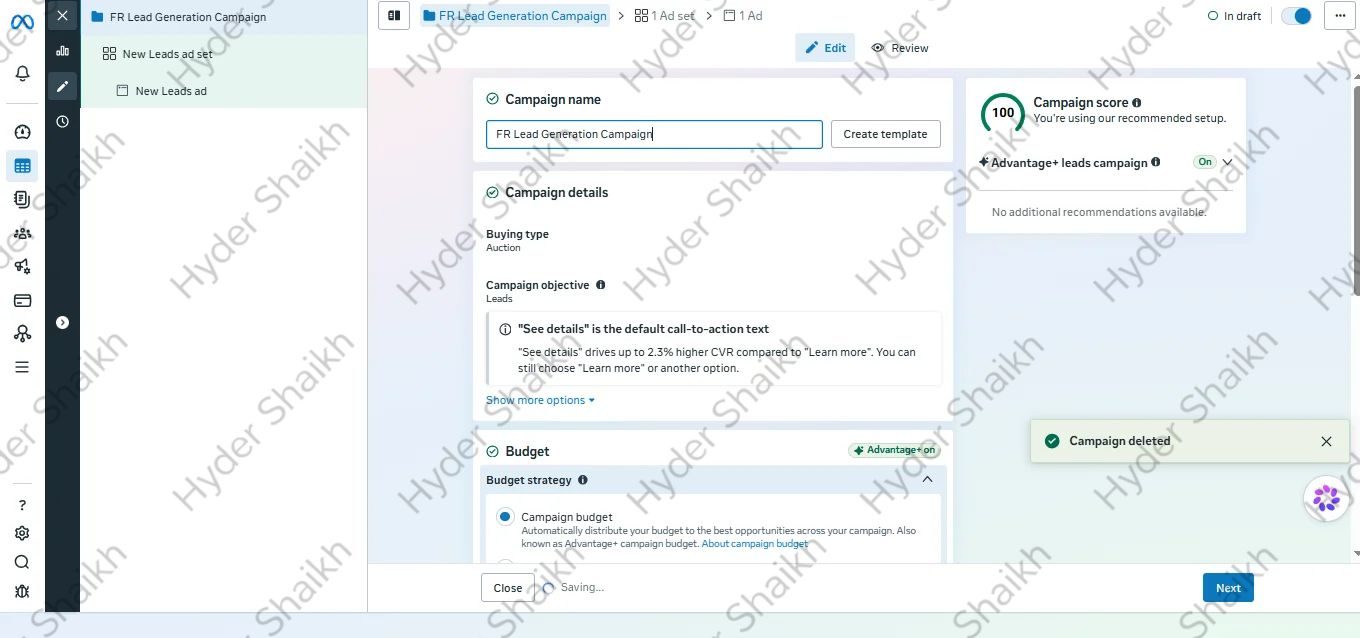 FR Lead Generation Campaign
New Leads ad set
New Leads ad
FR Lead Generation Campaign
1 Ad set
1 Ad
In draft
Edit
Review
Campaign name
FR Lead Generation Campaign
Create template
Campaign details
Buying type
Auction
Campaign objective
Leads
"See details" is the default call-to-action text
"See details" drives up to 2.3% higher CVR compared to "Learn more". You can
still choose "Learn more" or another option.
Show more options
Budget
Advantage+ on
Budget strategy
Campaign budget
Automatically distribute your budget to the best opportunities across your campaign. Also
known as Advantage+ campaign budget. About campaign budget
Close
Saving...
Next
100
Campaign score
You're using our recommended setup.
Advantage+ leads campaign
On
No additional recommendations available.
Campaign deleted
Hyder Shaikh